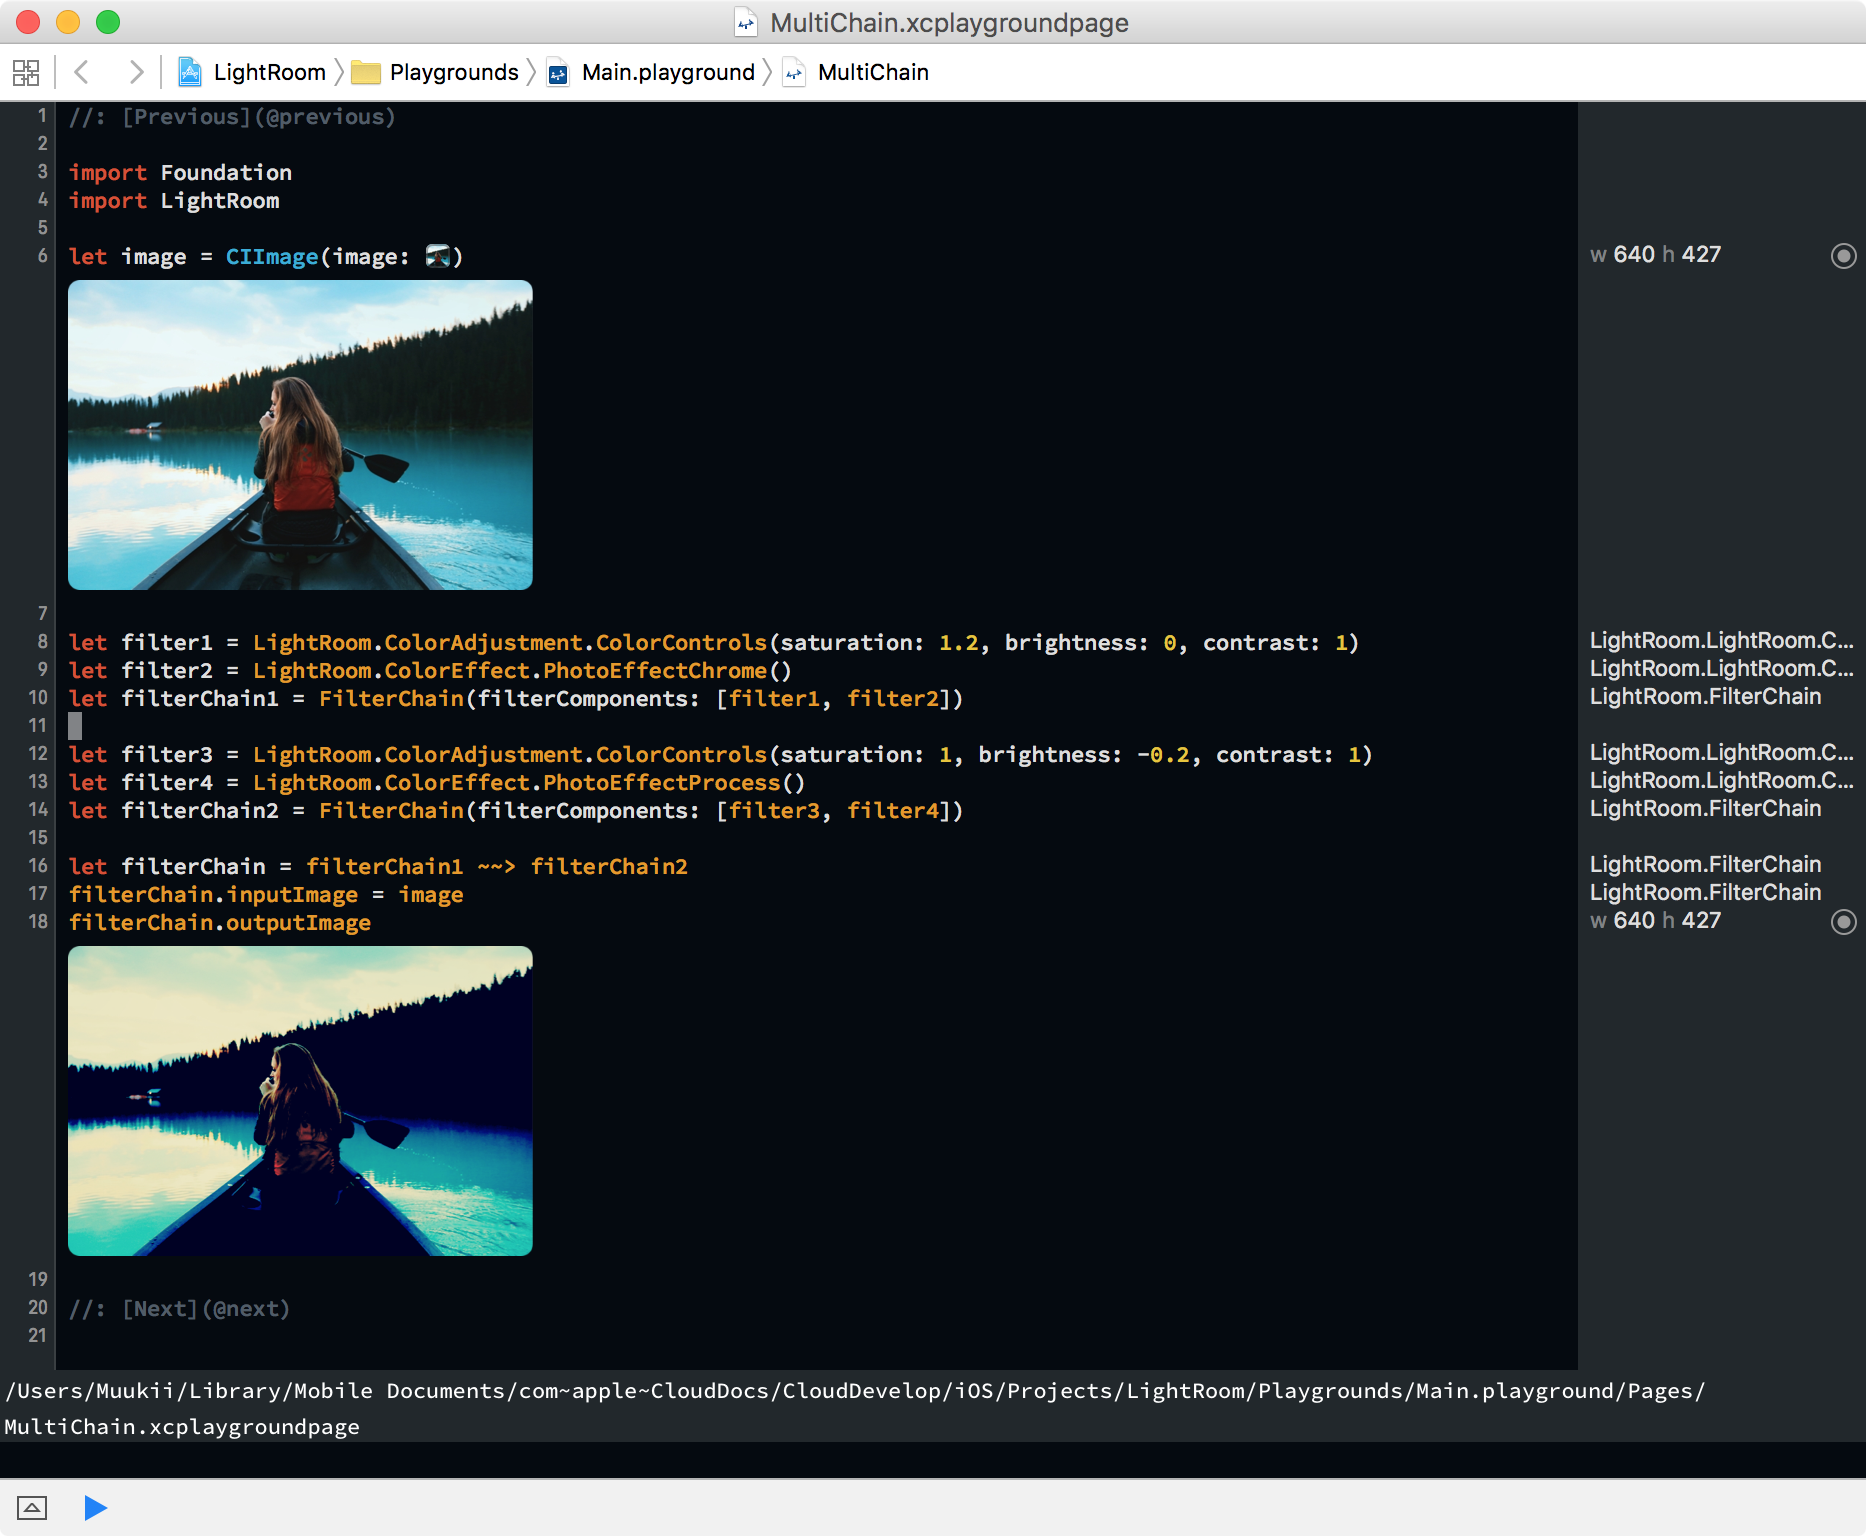 MultiChain.xcplaygroundpage
LightRoom Playgrounds Main.playground MultiChain
1 //: [Previous](@previous)
2
3 import Foundation
4 import LightRoom
5
6 let image = CIImage(image: ) w 640 h 427
7
8 let filter1 = LightRoom.ColorAdjustment.ColorControls(saturation: 1.2, brightness: 0, contrast: 1) LightRoom.LightRoom.C...
9 let filter2 = LightRoom.ColorEffect.PhotoEffectChrome() LightRoom.LightRoom.C...
10 let filterChain1 = FilterChain(filterComponents: [filter1, filter2]) LightRoom.FilterChain
11
12 let filter3 = LightRoom.ColorAdjustment.ColorControls(saturation: 1, brightness: -0.2, contrast: 1) LightRoom.LightRoom.C...
13 let filter4 = LightRoom.ColorEffect.PhotoEffectProcess() LightRoom.LightRoom.C...
14 let filterChain2 = FilterChain(filterComponents: [filter3, filter4]) LightRoom.FilterChain
15
16 let filterChain = filterChain1 ~~> filterChain2 LightRoom.FilterChain
17 filterChain.inputImage = image LightRoom.FilterChain
18 filterChain.outputImage w 640 h 427
19
20 //: [Next](@next)
21
/Users/Muukii/Library/Mobile Documents/com~apple~CloudDocs/CloudDevelop/iOS/Projects/LightRoom/Playgrounds/Main.playground/Pages/
MultiChain.xcplaygroundpage